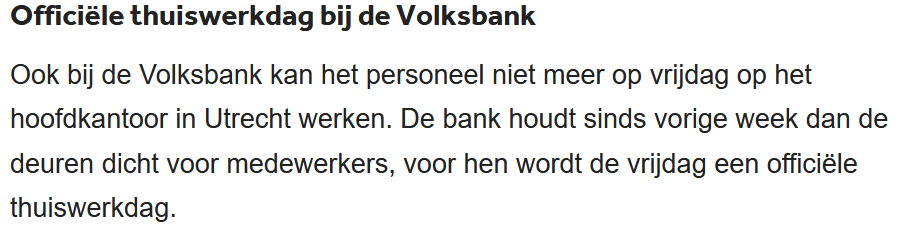 Officiële thuiswerkdag bij de Volksbank
Ook bij de Volksbank kan het personeel niet meer op vrijdag op het
hoofdkantoor in Utrecht werken. De bank houdt sinds vorige week dan de
deuren dicht voor medewerkers, voor hen wordt de vrijdag een officiële
thuiswerkdag.